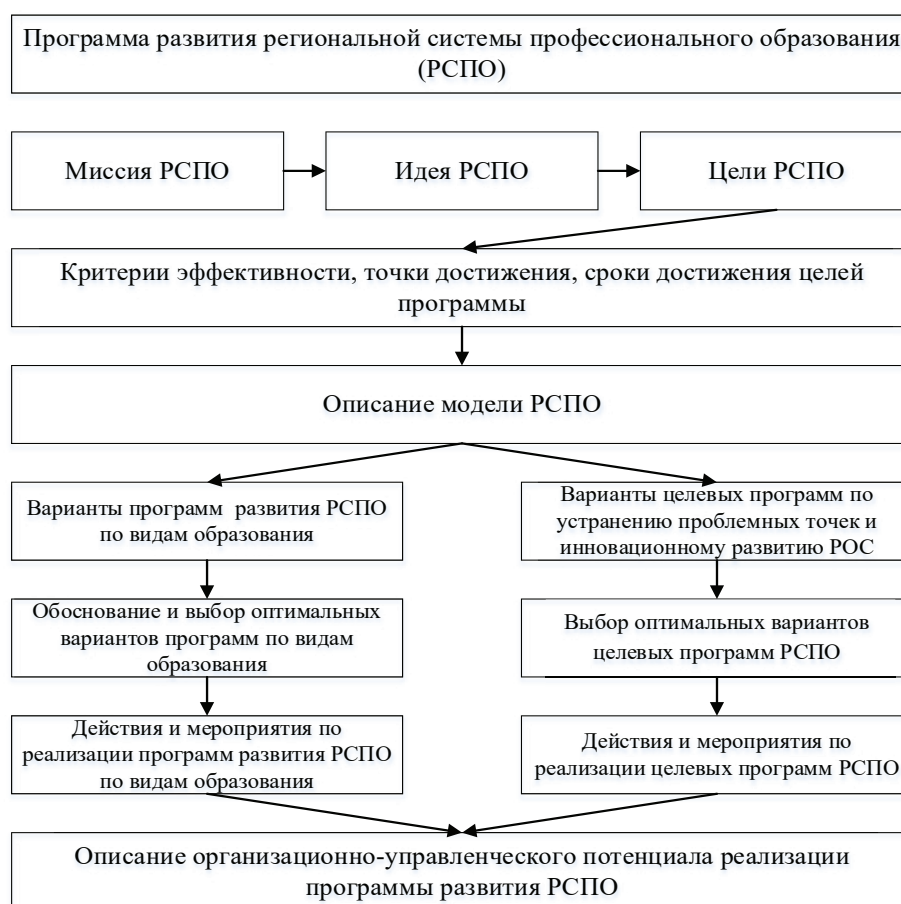 Программа развития региональной системы профессионального образования
(РСПО)
Миссия РСПО
Идея РСПО
Цели РСПО
Критерии эффективности, точки достижения, сроки достижения целей
программы
Описание модели РСПО
Варианты программ развития РСПО
по видам образования
Варианты целевых программ по
устранению проблемных точек и
инновационному развитию РОС
Обоснование и выбор оптимальных
вариантов программ по видам
образования
Выбор оптимальных вариантов
целевых программ РСПО
Действия и мероприятия по
реализации программ развития РСПО
по видам образования
Действия и мероприятия по
реализации целевых программ РСПО
Описание организационно-управленческого потенциала реализации
программы развития РСПО